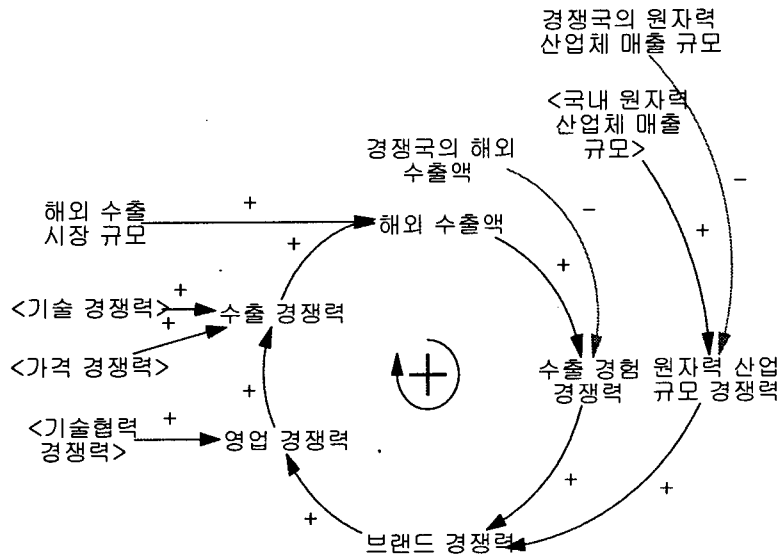 경쟁국의 원자력
산업체 매출 규모
<국내 원자력
산업체 매출
규모>
경쟁국의 해외
수출액
−
해외 수출
시장 규모
+
해외 수출액
−
+
+
+
<기술 경쟁력>
+
수출 경쟁력
+
<가격 경쟁력>
+
수출 경험
경쟁력
원자력 산업
규모 경쟁력
+
<기술협력
경쟁력>
+
영업 경쟁력
+
+
+
브랜드 경쟁력